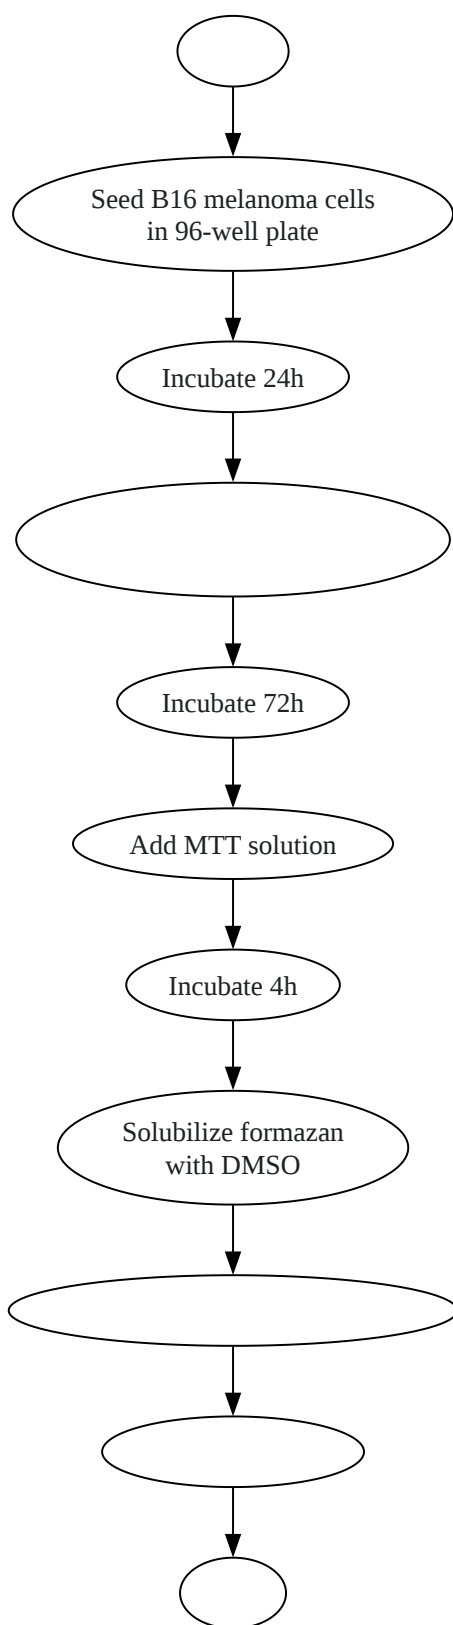 Seed B16 melanoma cells
in 96-well plate
Incubate 24h
Incubate 72h
Add MTT solution
Incubate 4h
Solubilize formazan
with DMSO